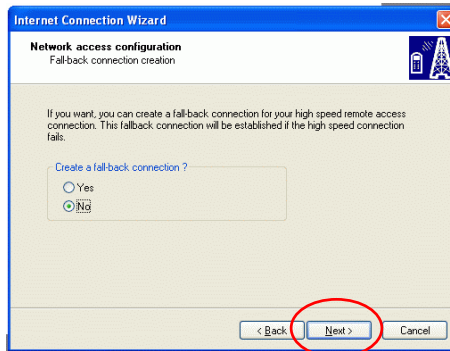 Internet Connection Wizard
Network access configuration
Fall-back connection creation
If you want, you can create a fall-back connection for your high speed remote access
connection. This fallback connection will be established if the high speed connection
fails.
Create a fall-back connection ?
Yes
No
< Back
Next >
Cancel